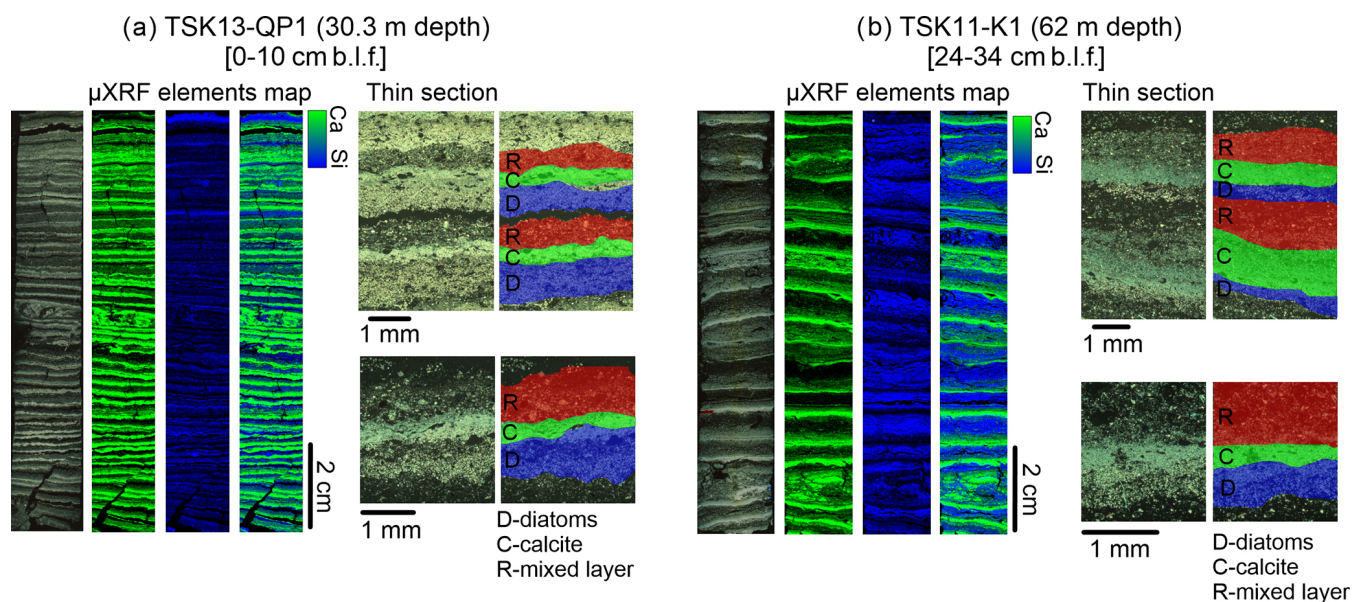 (a) TSK13-QP1 (30.3 m depth)
[0-10 cm b.l.f.]
µXRF elements map
Thin section
Ca
Si
R
C
D
R
C
D
1 mm
R
C
D
2 cm
1 mm
D-diatoms
C-calcite
R-mixed layer
(b) TSK11-K1 (62 m depth)
[24-34 cm b.l.f.]
µXRF elements map
Thin section
Ca
Si
R
C
D
R
C
D
1 mm
R
C
D
2 cm
1 mm
D-diatoms
C-calcite
R-mixed layer